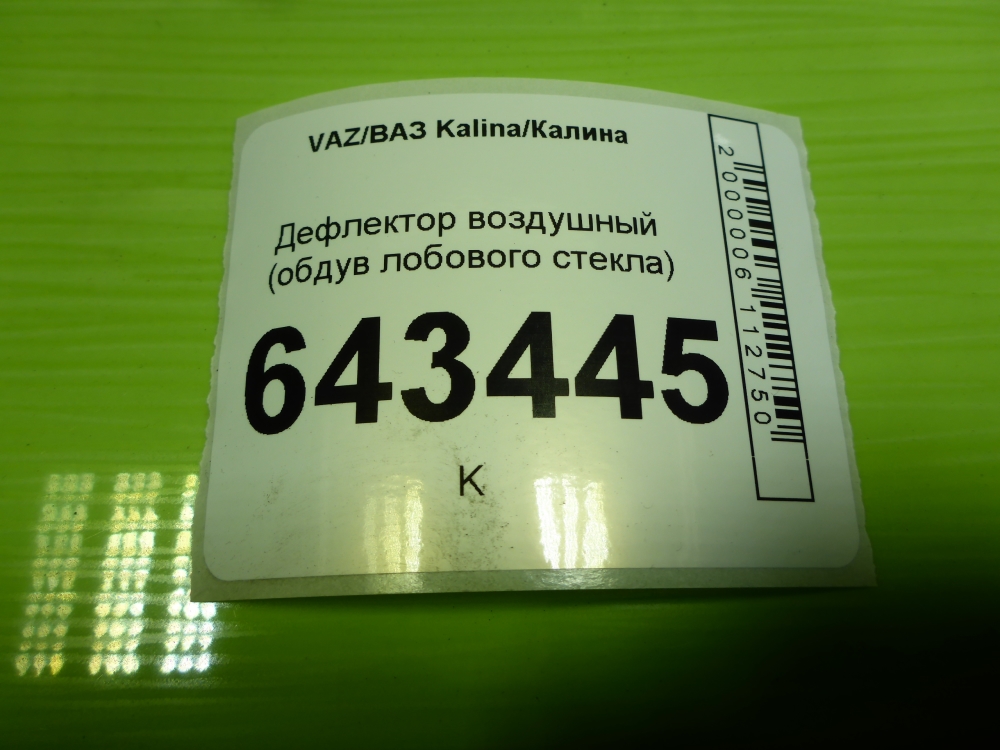 VAZ/ВАЗ Kalina/Калина
Дефлектор воздушный
(обдув лобового стекла)
643445
К
2000006112750